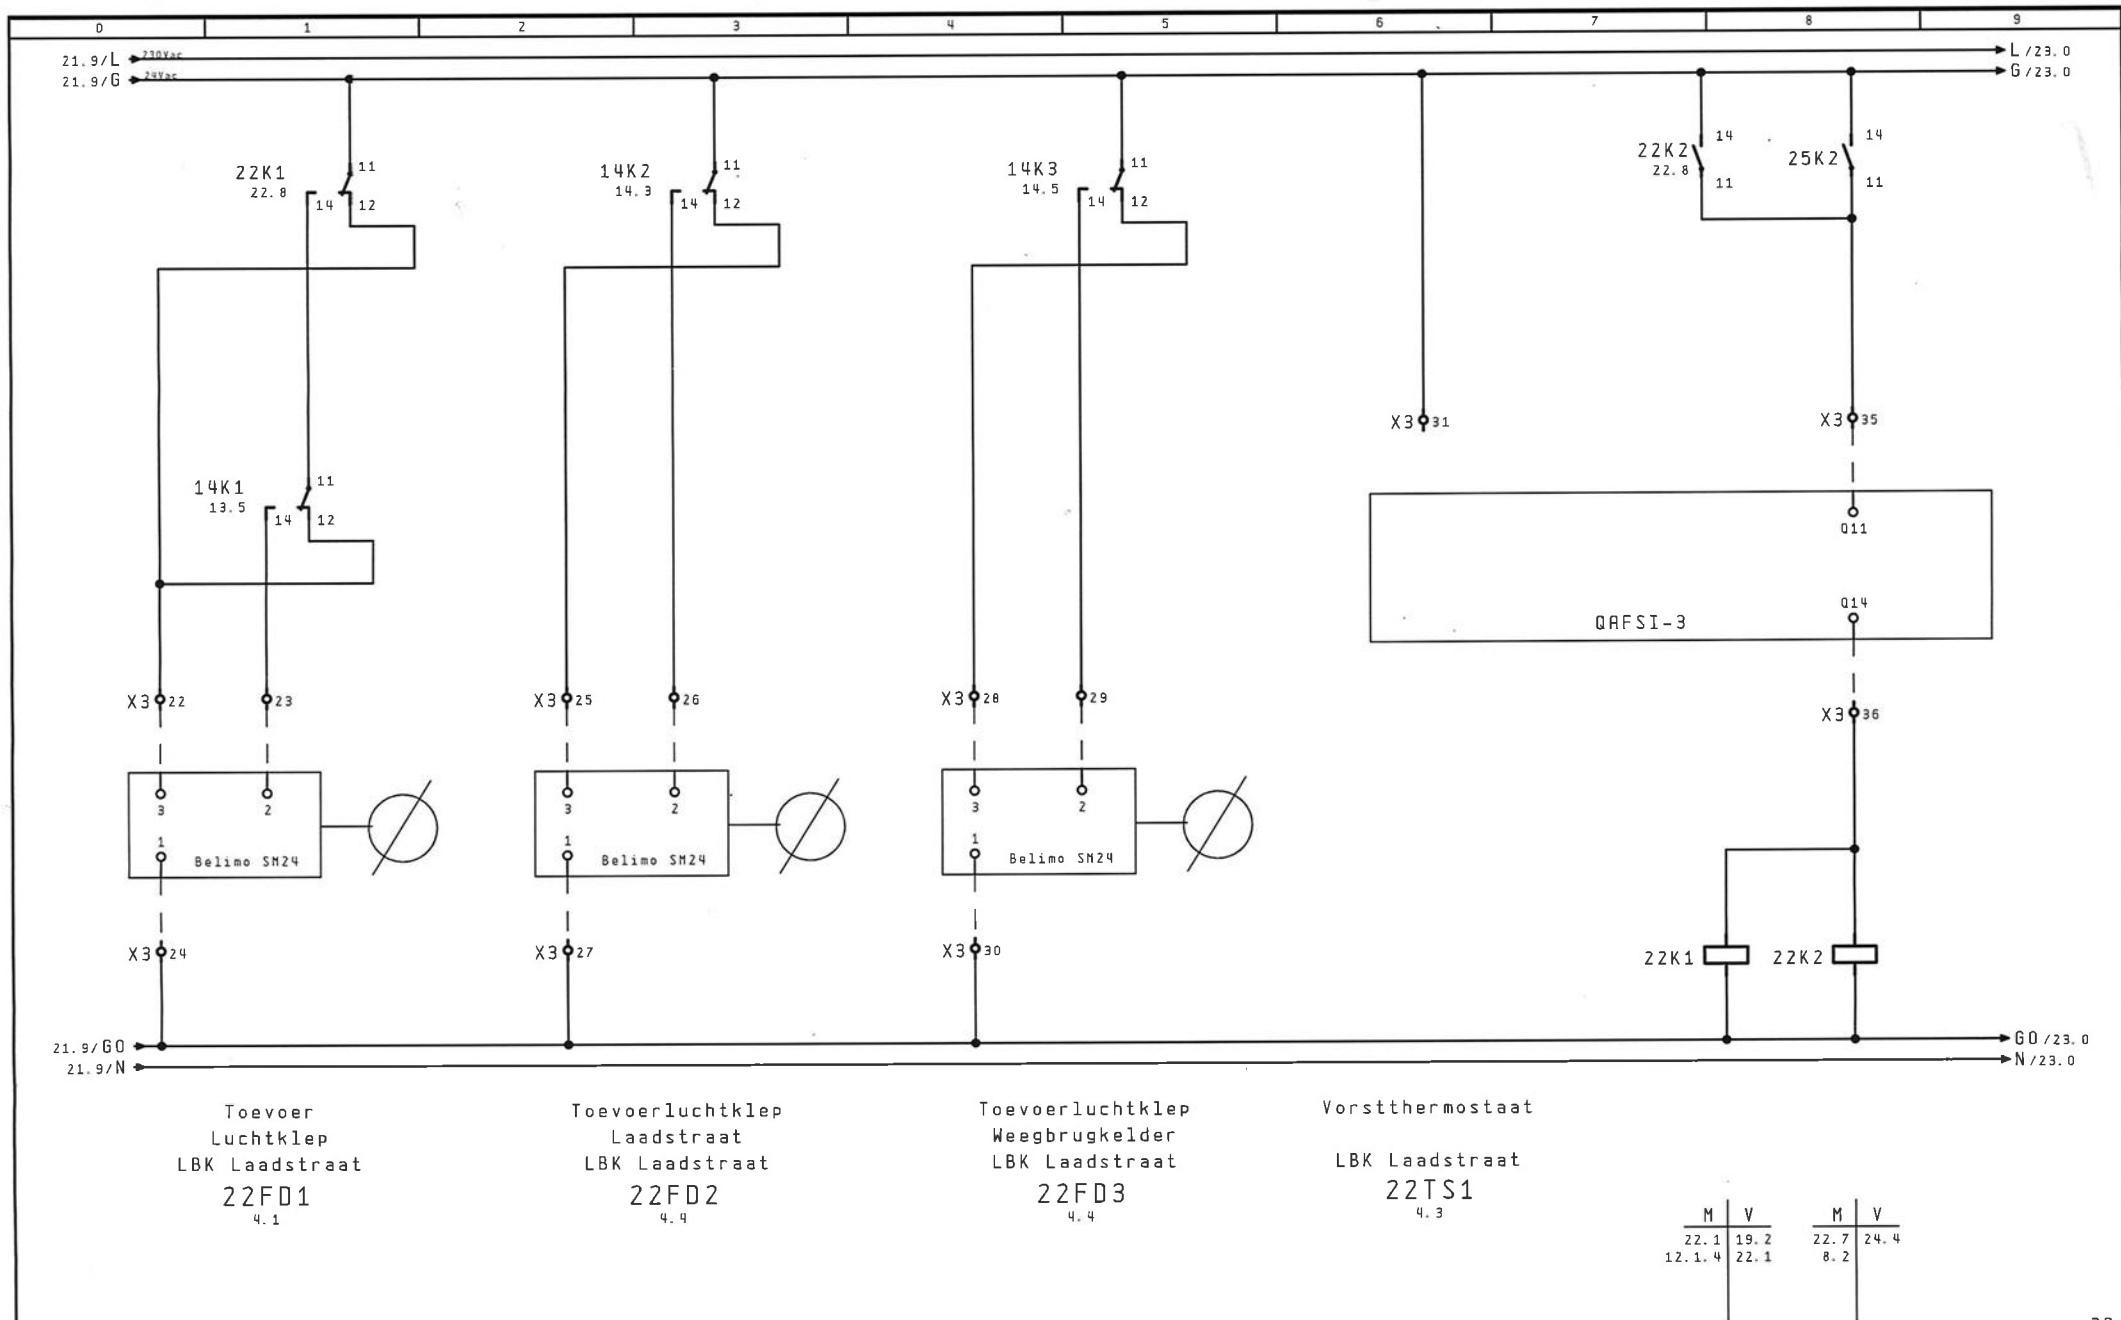 0 1 2 3 4 5 6 7 8 9
21.9/L 230Vac L/23.0
21.9/G 24Vac G/23.0
22K1
22.8
11
14 12
14K2
14.3
11
14 12
14K3
14.5
11
14 12
22K2
22.8
14
11
25K2
14
11
14K1
13.5
11
14 12
X3 31
X3 35
Q11
Q14
QAFSI-3
X3 36
X3 22 23
3 2
1
Belimo SM24
X3 24
X3 25 26
3 2
1
Belimo SM24
X3 27
X3 28 29
3 2
1
Belimo SM24
X3 30
22K1 22K2
21.9/G0 G0/23.0
21.9/N N/23.0
Toevoer
Luchtklep
LBK Laadstraat
22FD1
4.1
Toevoerluchtklep
Laadstraat
LBK Laadstraat
22FD2
4.4
Toevoerluchtklep
Weegbrugkelder
LBK Laadstraat
22FD3
4.4
Vorstthermostaat
LBK Laadstraat
22TS1
4.3
M V
22.1 19.2
12.1.4 22.1
M V
22.7 24.4
8.2